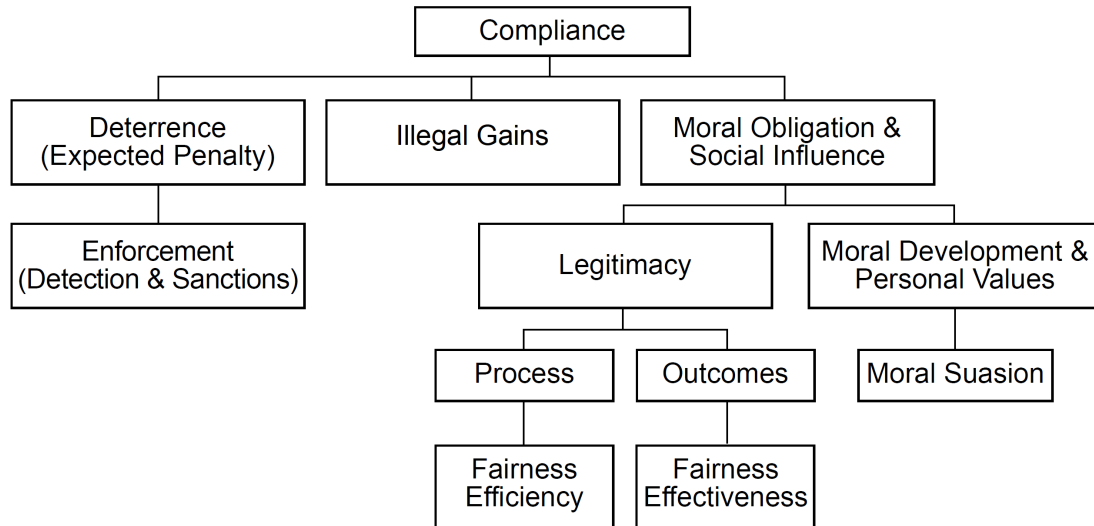 Compliance
Deterrence
(Expected Penalty)
Illegal Gains
Moral Obligation &
Social Influence
Enforcement
(Detection & Sanctions)
Legitimacy
Moral Development &
Personal Values
Process
Outcomes
Moral Suasion
Fairness
Efficiency
Fairness
Effectiveness